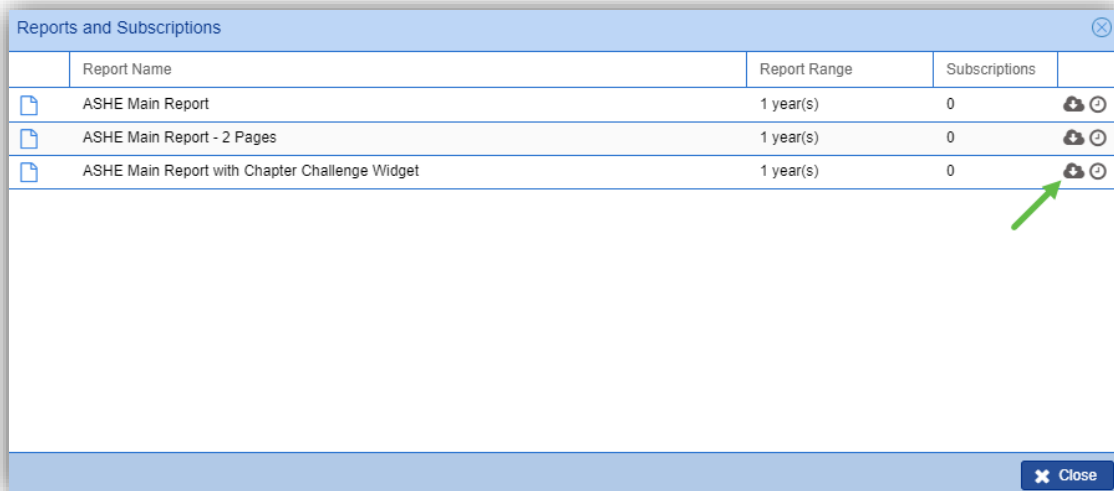 Reports and Subscriptions
Report Name Report Range Subscriptions
ASHE Main Report 1 year(s) 0
ASHE Main Report - 2 Pages 1 year(s) 0
ASHE Main Report with Chapter Challenge Widget 1 year(s) 0
Close